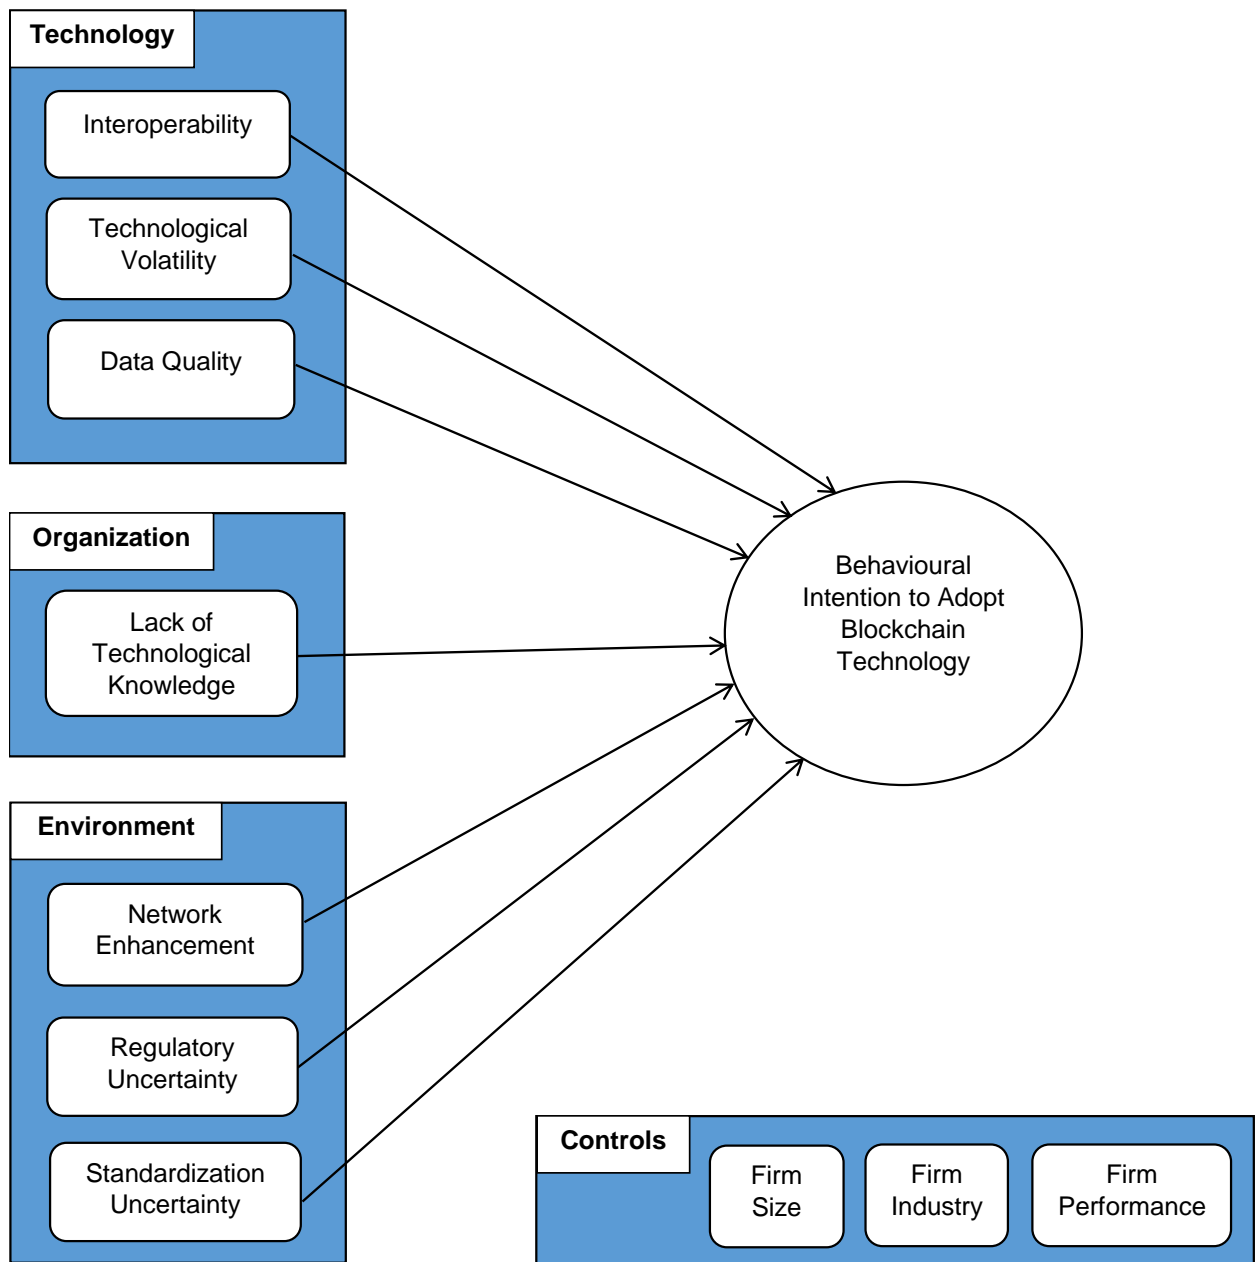 Technology
Interoperability
Technological
Volatility
Data Quality
Organization
Lack of
Technological
Knowledge
Behavioural
Intention to Adopt
Blockchain
Technology
Environment
Network
Enhancement
Regulatory
Uncertainty
Standardization
Uncertainty
Controls
Firm
Size
Firm
Industry
Firm
Performance